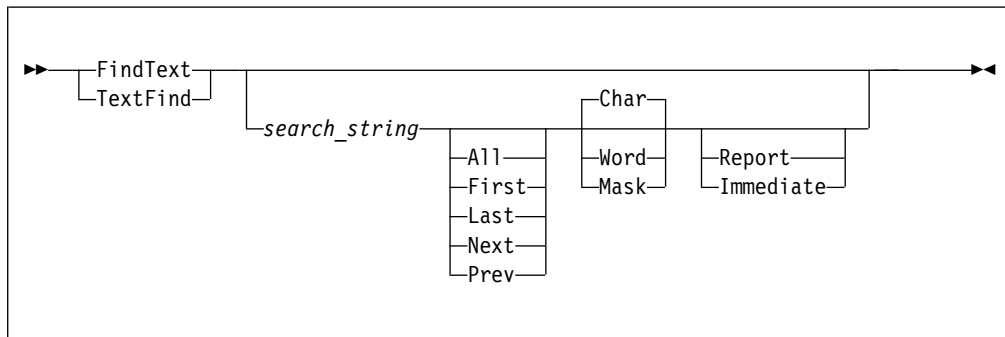 FindText
TextFind
search_string
All
First
Last
Next
Prev
Char
Word
Mask
Report
Immediate